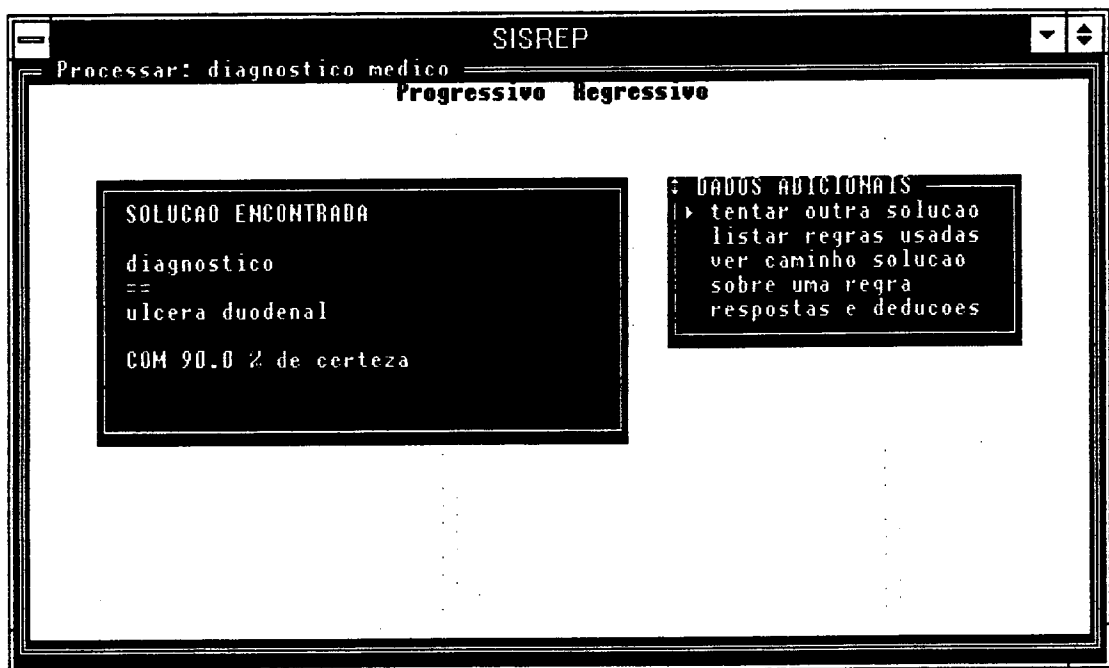 SISREP
Processar: diagnostico medico
Progressivo Regressivo
SOLUCAO ENCONTRADA
diagnostico
==
ulcera duodenal
COM 90.0 % de certeza
DADOS ADICIONAIS
tentar outra solucao
listar regras usadas
ver caminho solucao
sobre uma regra
respostas e deducoes